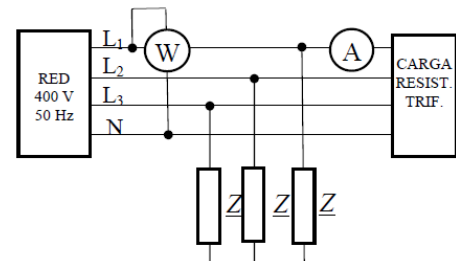 RED
400 V
50 Hz
L1
L2
L3
N
W
A
CARGA
RESIST.
TRIF.
Z Z Z